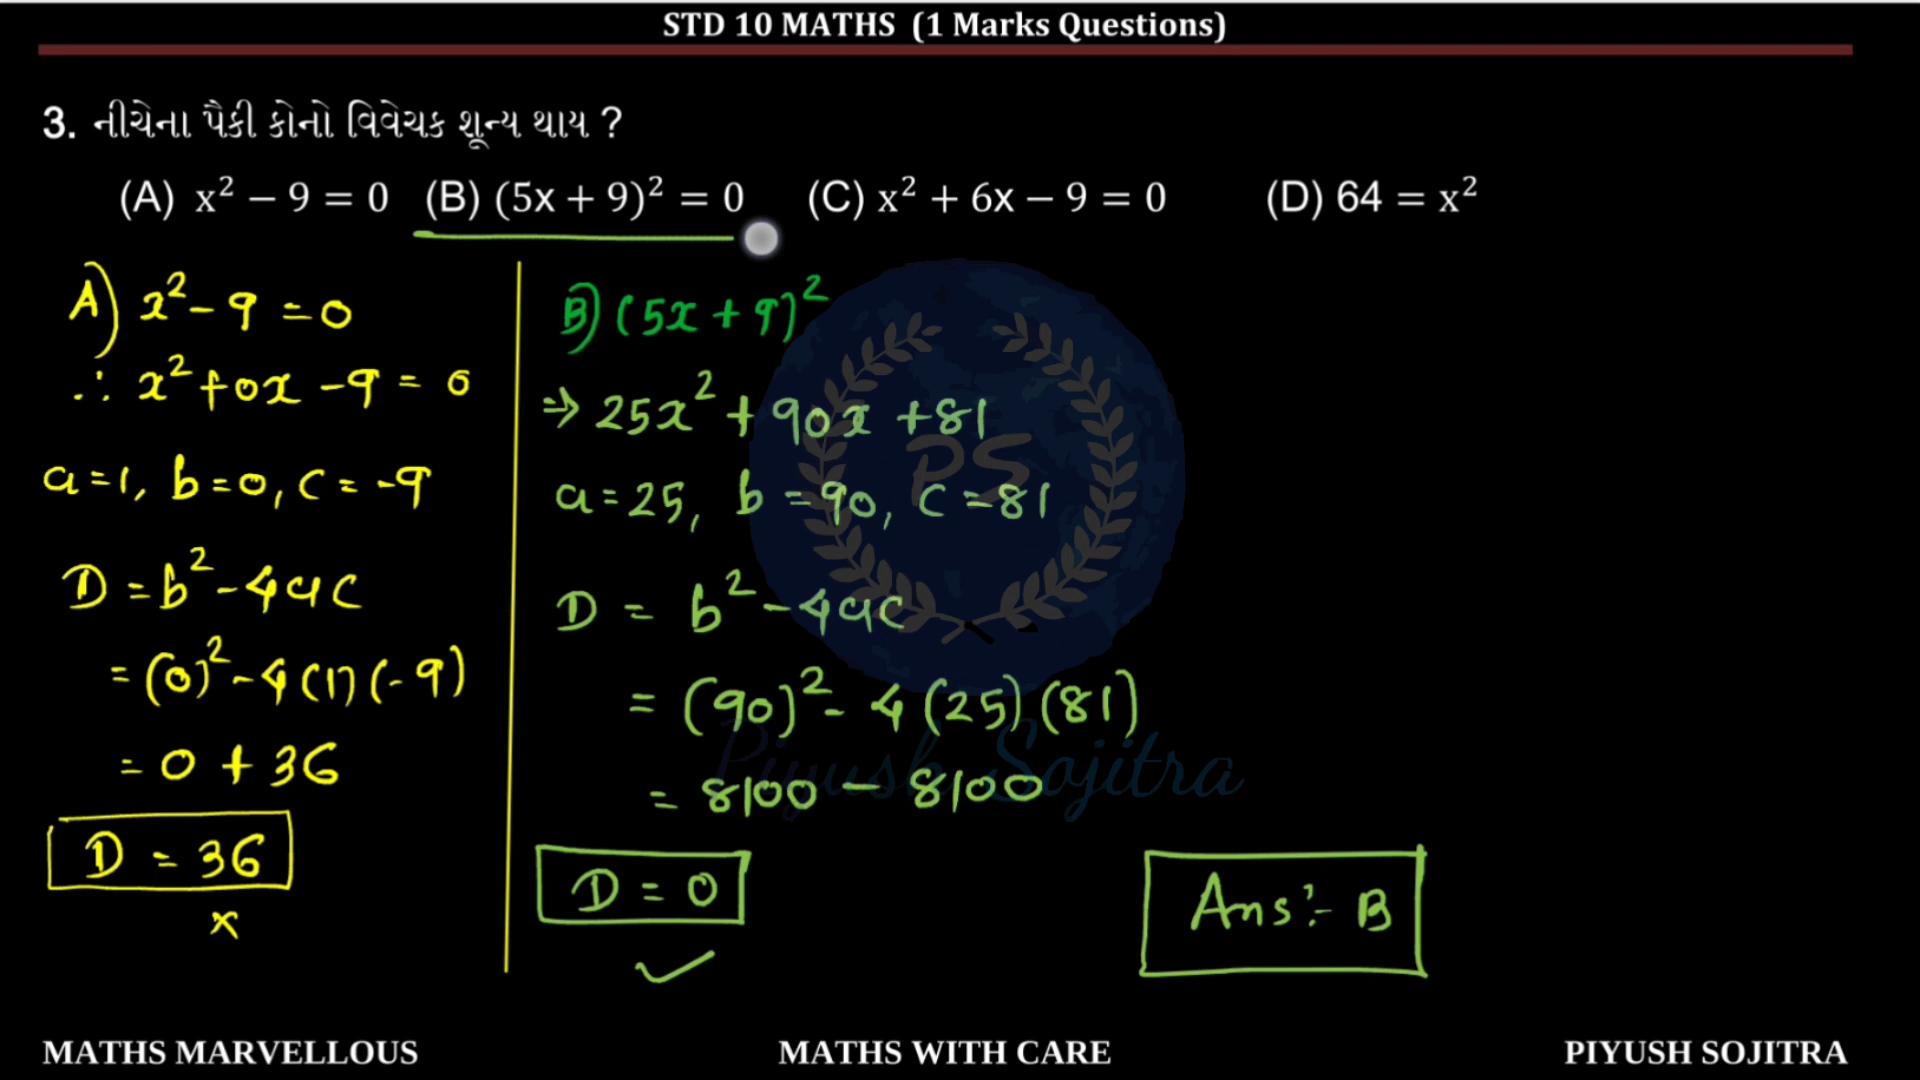 STD 10 MATHS (1 Marks Questions)
3. નીચેના પૈકી કોનો વિવેચક શૂન્ય થાય ?
(A) x² − 9 = 0 (B) (5x + 9)² = 0 (C) x² + 6x − 9 = 0 (D) 64 = x²
A) x² - 9 = 0
∴ x² + 0x - 9 = 0
a = 1, b = 0, c = -9
D = b² - 4ac
= (0)² - 4(1)(-9)
= 0 + 36
D = 36
x
B) (5x + 9)²
⇒ 25x² + 90x + 81
a = 25, b = 90, c = 81
D = b² - 4ac
= (90)² - 4(25)(81)
= 8100 - 8100
D = 0
✓
Ans :- B
PS
Piyush Sojitra
MATHS MARVELLOUS MATHS WITH CARE PIYUSH SOJITRA